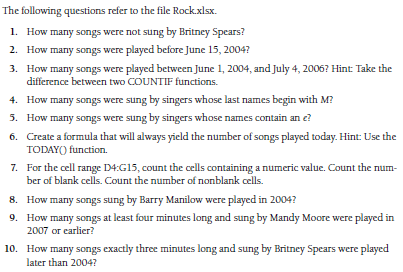 The following questions refer to the file Rock.xlsx.
1. How many songs were not sung by Britney Spears?
2. How many songs were played before June 15, 2004?
3. How many songs were played between June 1, 2004, and July 4, 2006? Hint: Take the
difference between two COUNTIF functions.
4. How many songs were sung by singers whose last names begin with M?
5. How many songs were sung by singers whose names contain an e?
6. Create a formula that will always yield the number of songs played today. Hint: Use the
TODAY() function.
7. For the cell range D4:G15, count the cells containing a numeric value. Count the num-
ber of blank cells. Count the number of nonblank cells.
8. How many songs sung by Barry Manilow were played in 2004?
9. How many songs at least four minutes long and sung by Mandy Moore were played in
2007 or earlier?
10. How many songs exactly three minutes long and sung by Britney Spears were played
later than 2004?